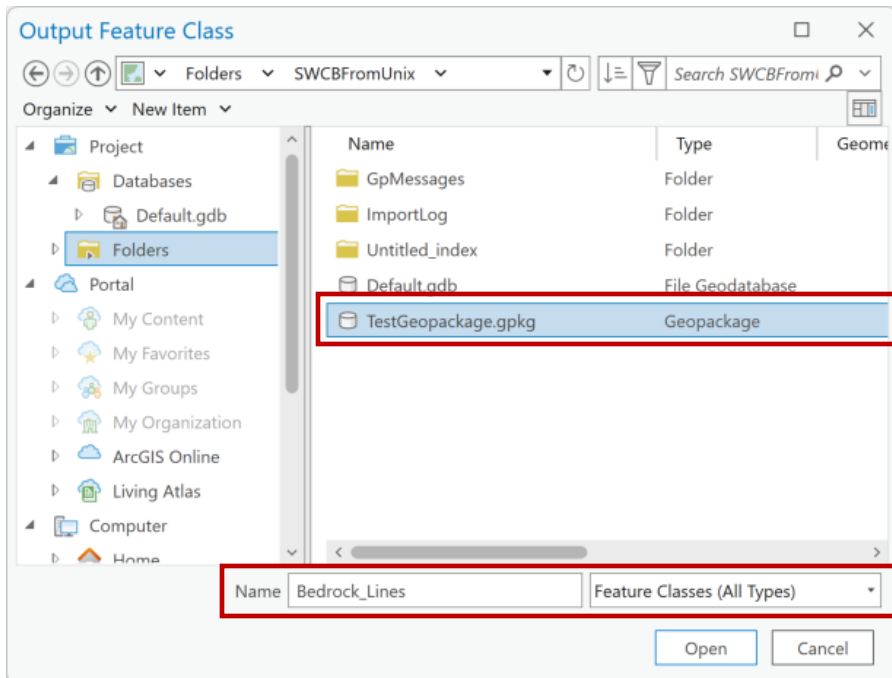 Output Feature Class
Folders SWCBFromUnix Search SWCBFromU
Organize New Item
Project
Databases
Default.gdb
Folders
Portal
My Content
My Favorites
My Groups
My Organization
ArcGIS Online
Living Atlas
Computer
Home
Name Type Geome
GpMessages Folder
ImportLog Folder
Untitled_index Folder
Default.gdb File Geodatabase
TestGeopackage.gpkg Geopackage
Name Bedrock_Lines Feature Classes (All Types)
Open Cancel